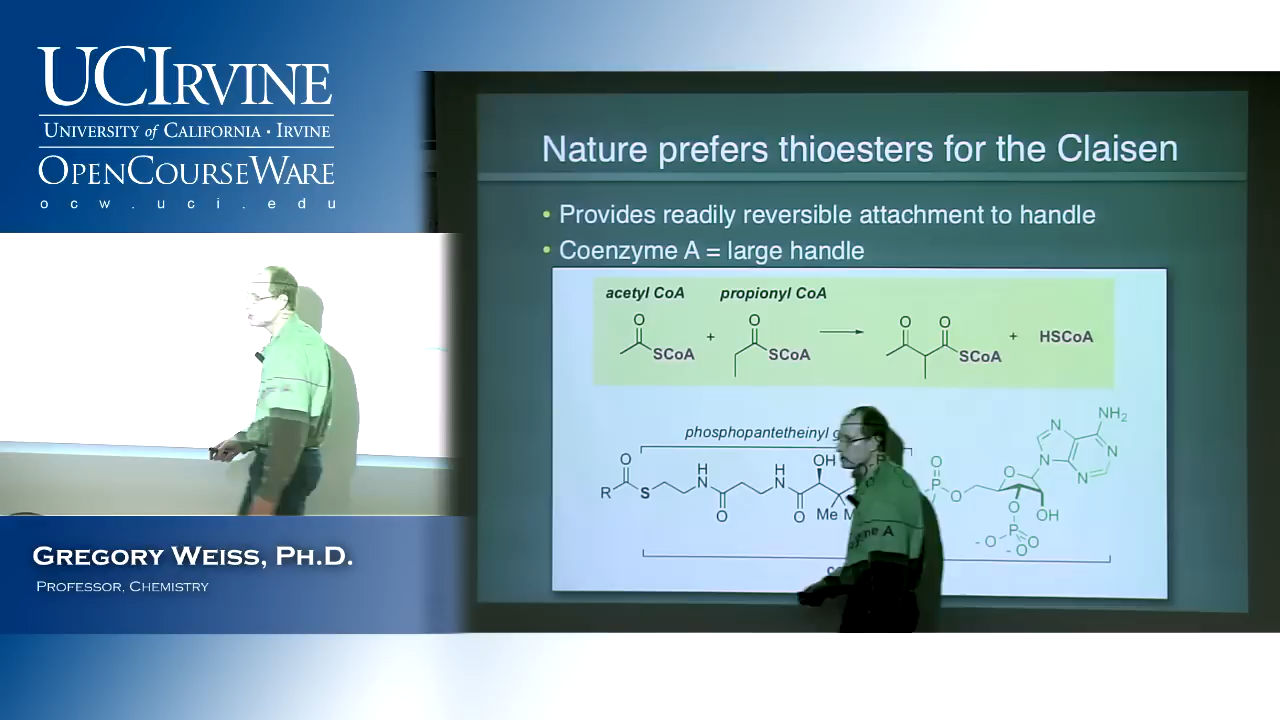 UCIRVINE
UNIVERSITY of CALIFORNIA · IRVINE
OPENCOURSEWARE
ocw.uci.edu
Nature prefers thioesters for the Claisen
• Provides readily reversible attachment to handle
• Coenzyme A = large handle
acetyl CoA propionyl CoA
O O O O
SCoA + SCoA SCoA + HSCoA
phosphopantetheinyl g
NH2
N N N N
O H N H N OH P O P O O
R S O O Me M O OH
- O P O
- O
zyme A
GREGORY WEISS, PH.D.
PROFESSOR, CHEMISTRY